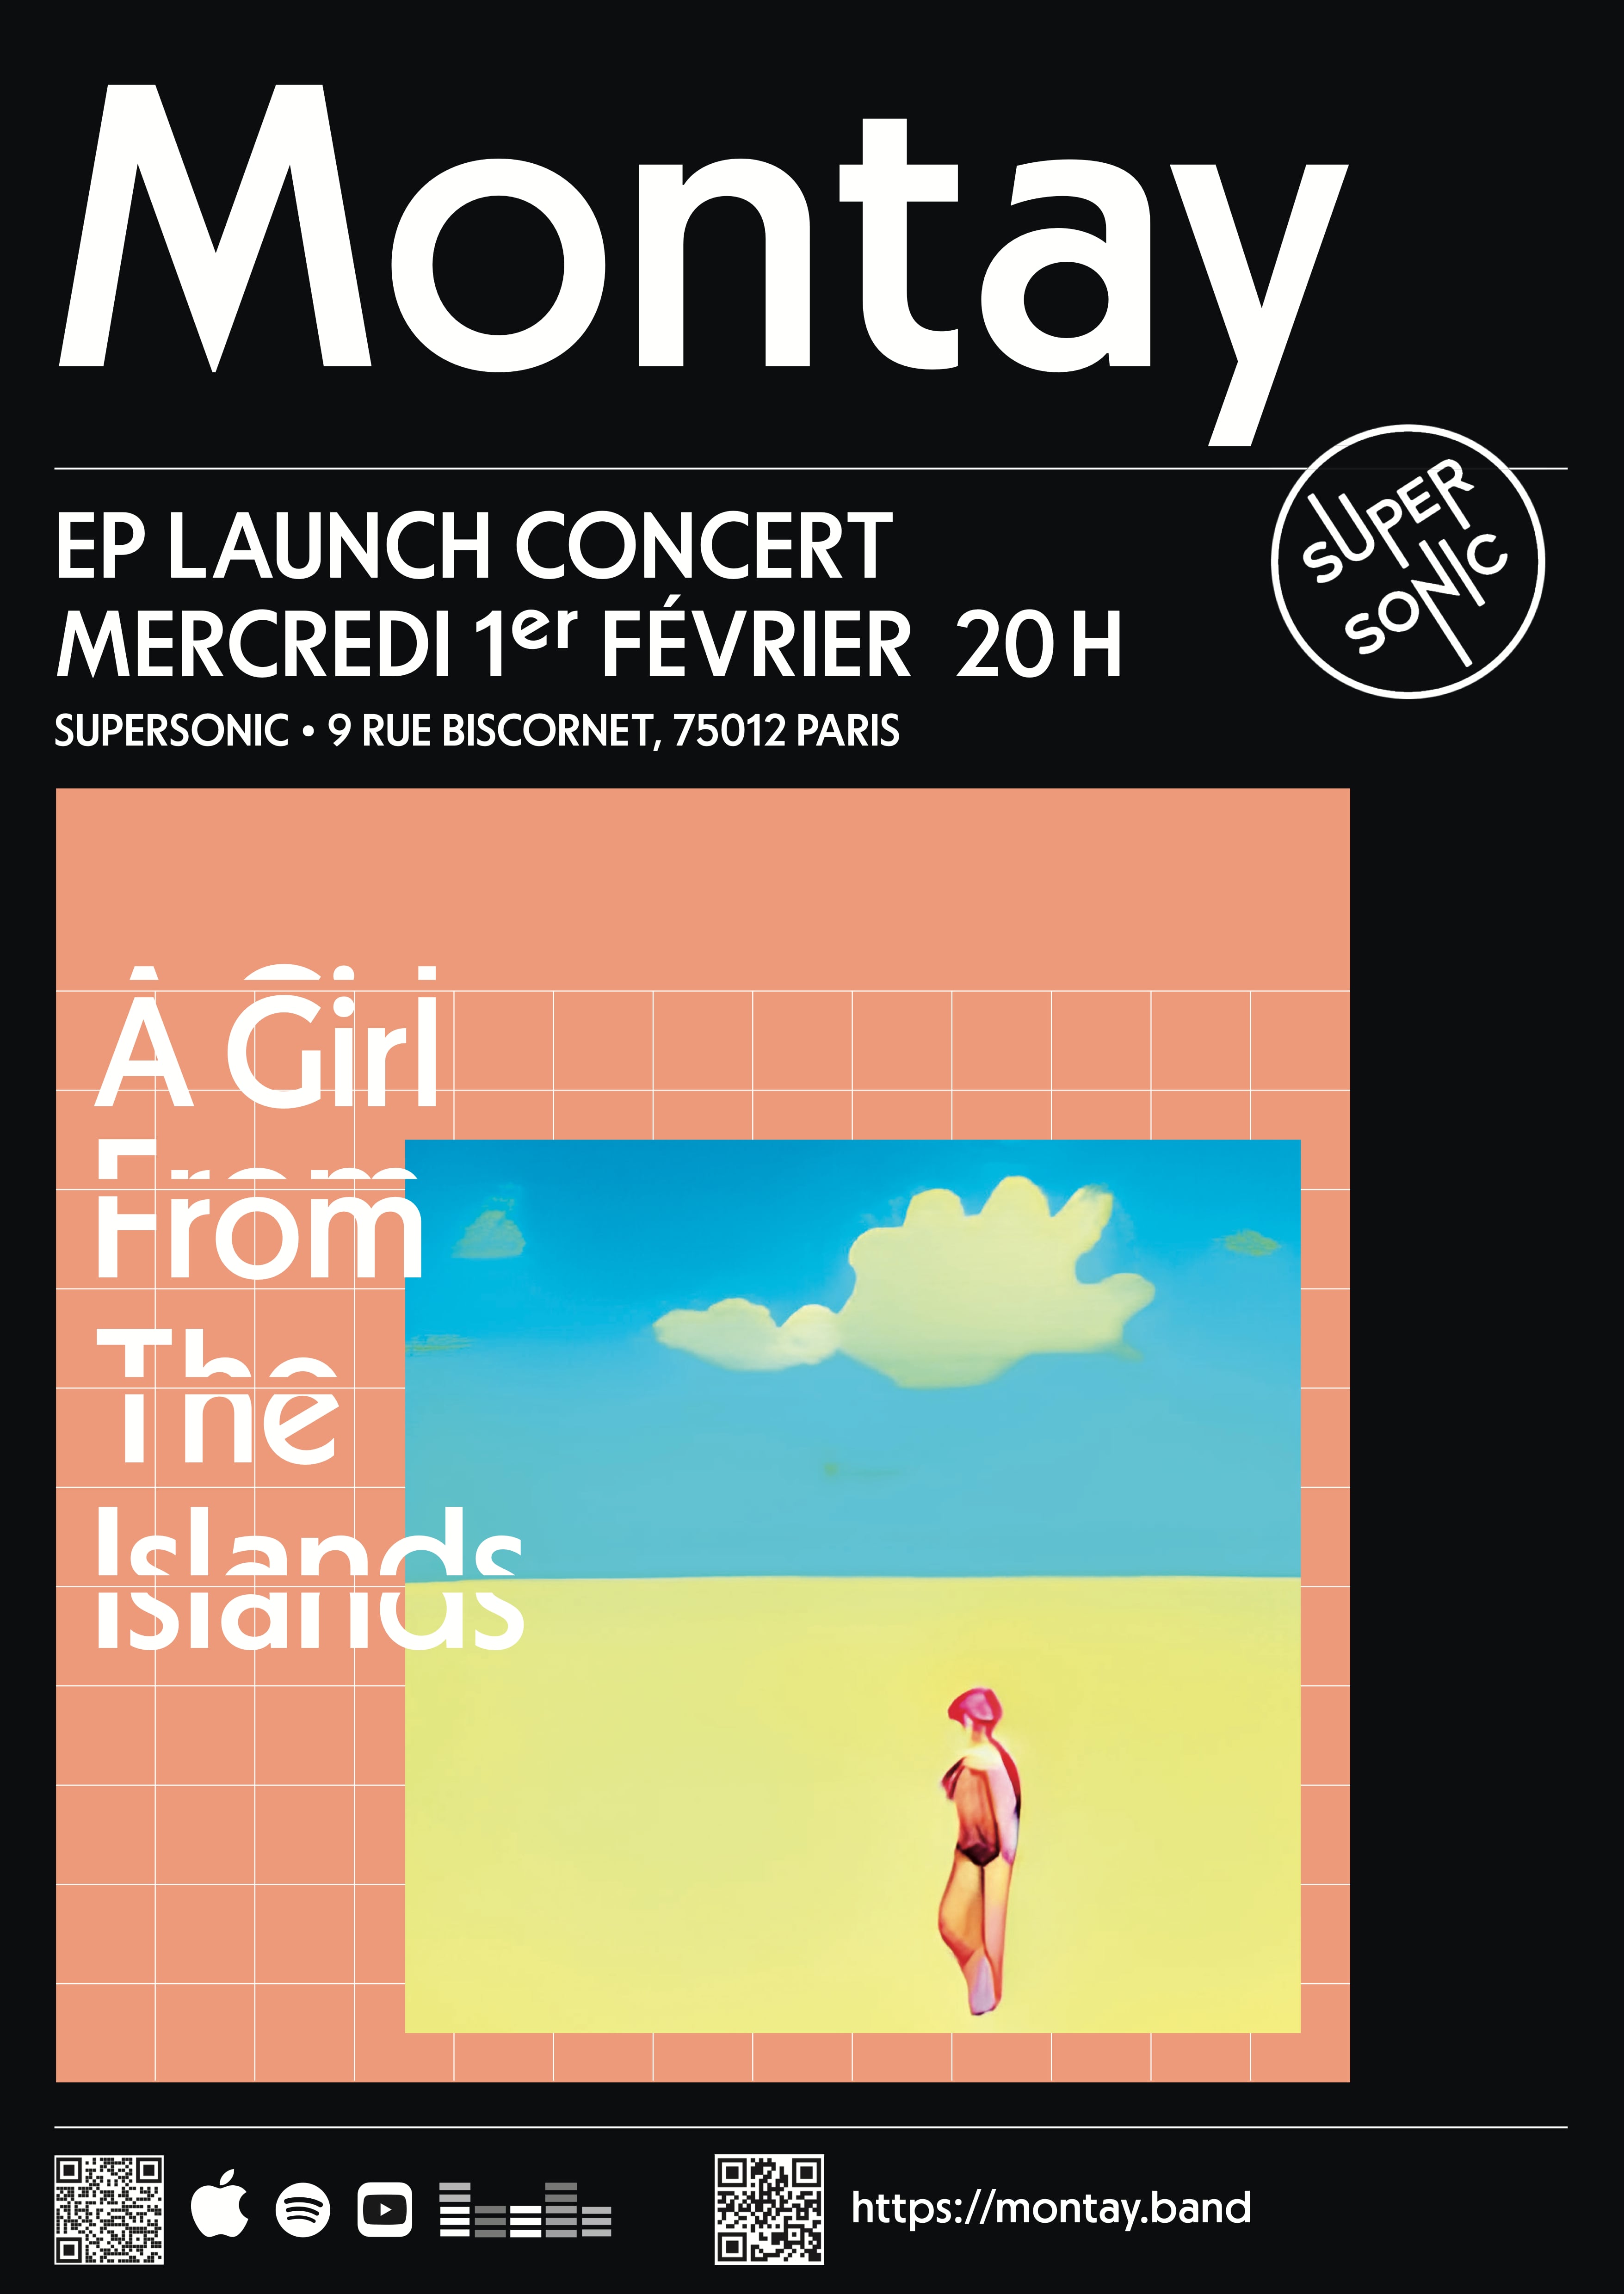 Montay
SUPER
SONIC
EP LAUNCH CONCERT
MERCREDI 1er FÉVRIER 20 H
SUPERSONIC • 9 RUE BISCORNET, 75012 PARIS
A Girl
From
The
Islands
https://montay.band